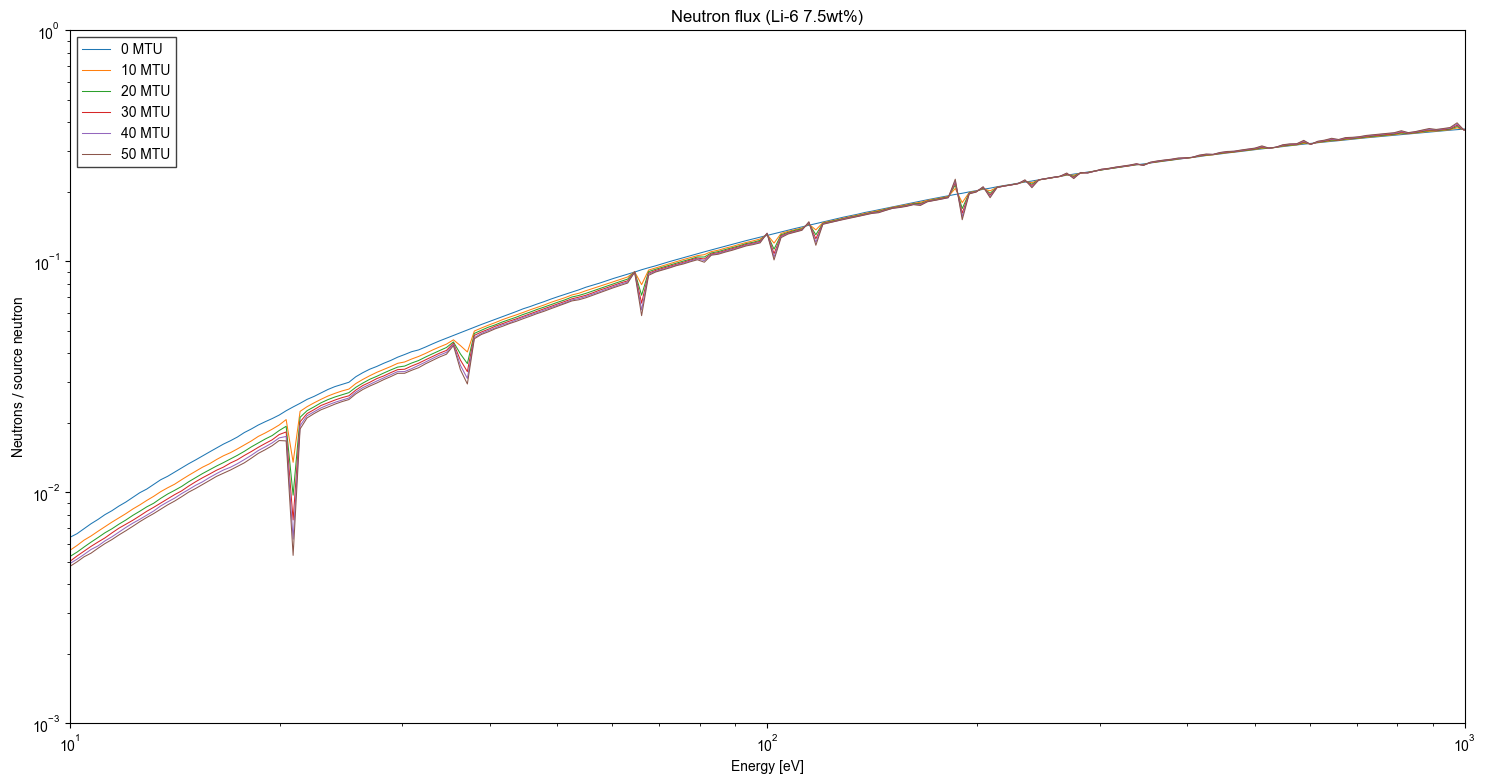 Neutron flux (Li-6 7.5wt%)
10⁰
0 MTU
10 MTU
20 MTU
30 MTU
40 MTU
50 MTU
10⁻¹
Neutrons / source neutron
10⁻²
10⁻³
10¹
10²
10³
Energy [eV]